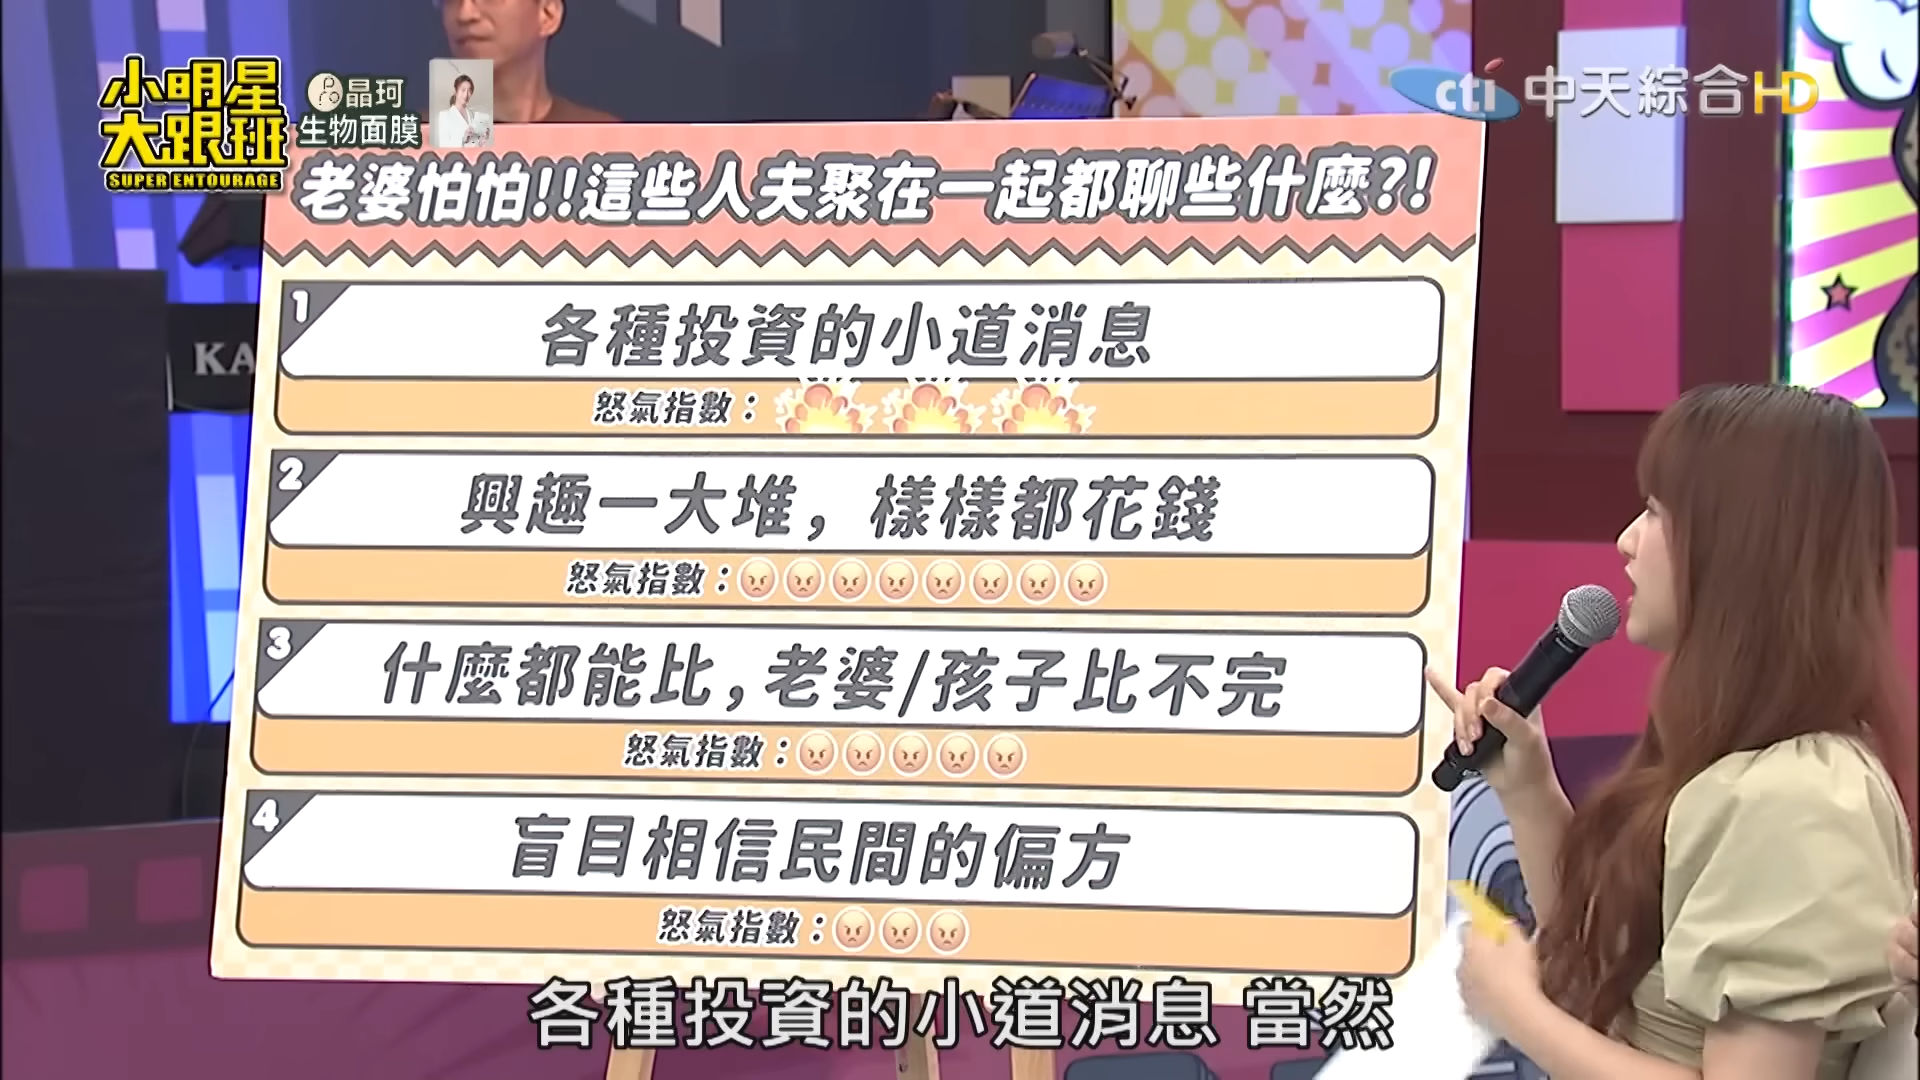 小明星
大跟班
SUPER ENTOURAGE
晶珂
生物面膜
cti 中天綜合HD
老婆怕怕!!這些人夫聚在一起都聊些什麼?!
1
各種投資的小道消息
怒氣指數：
2
興趣一大堆，樣樣都花錢
怒氣指數：
3
什麼都能比,老婆/孩子比不完
怒氣指數：
4
盲目相信民間的偏方
怒氣指數：
KA
各種投資的小道消息 當然